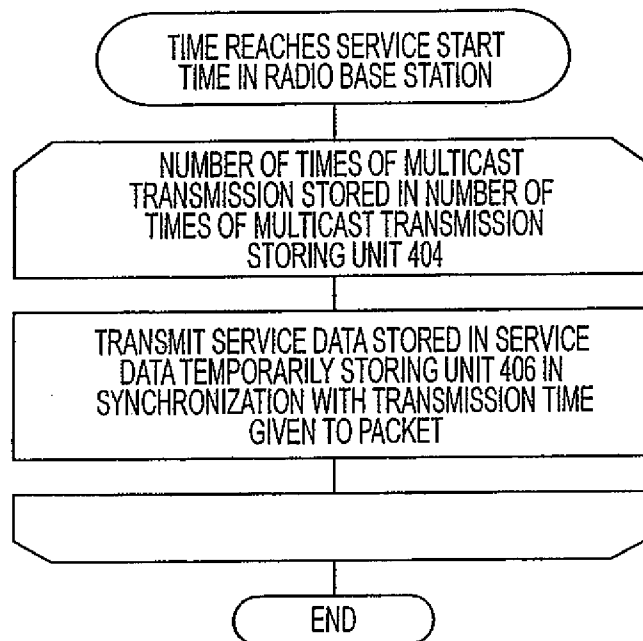 TIME REACHES SERVICE START
TIME IN RADIO BASE STATION
NUMBER OF TIMES OF MULTICAST
TRANSMISSION STORED IN NUMBER OF
TIMES OF MULTICAST TRANSMISSION
STORING UNIT 404
TRANSMIT SERVICE DATA STORED IN SERVICE
DATA TEMPORARILY STORING UNIT 406 IN
SYNCHRONIZATION WITH TRANSMISSION TIME
GIVEN TO PACKET
END